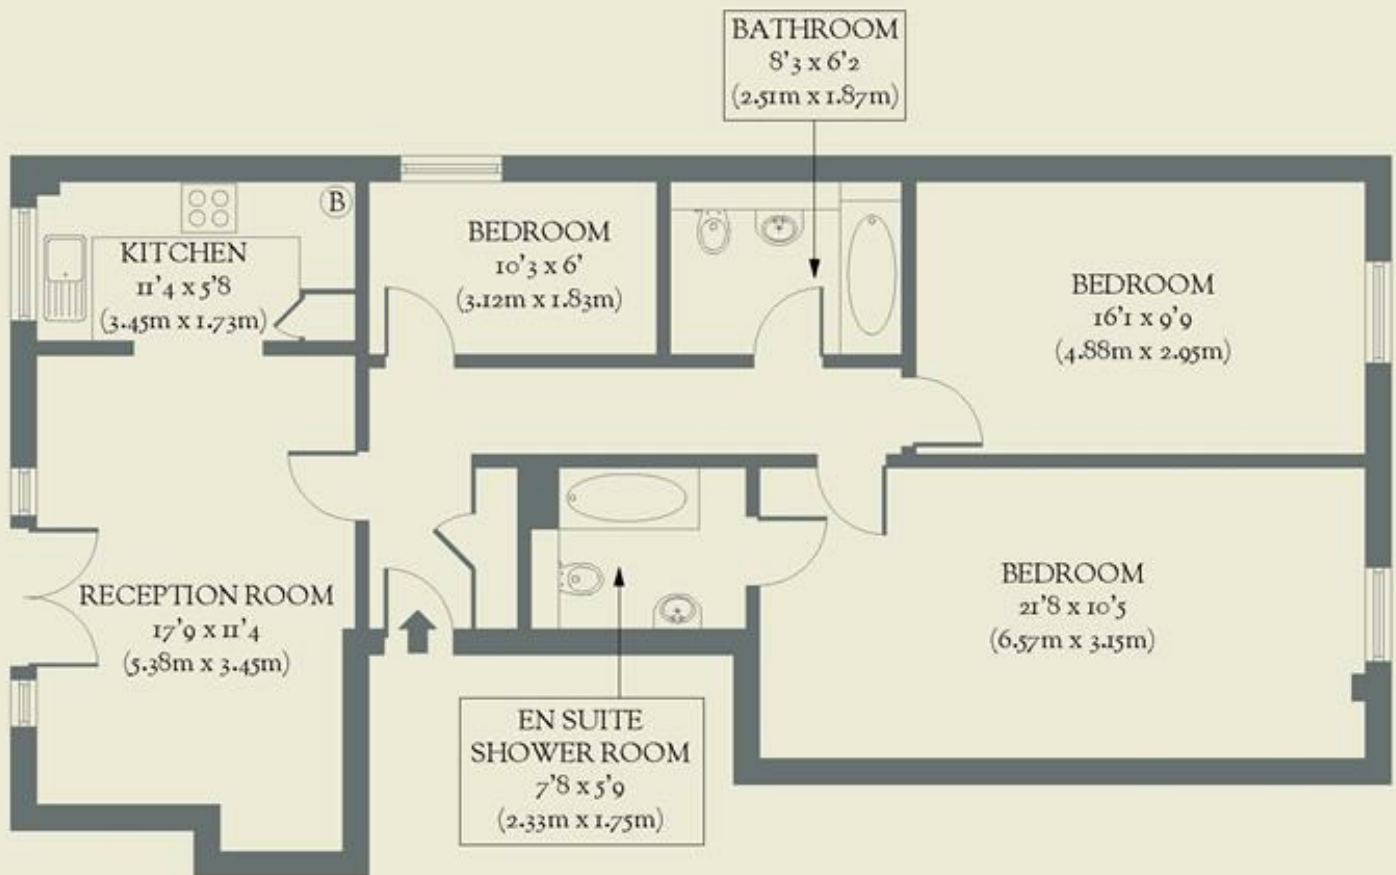 BATHROOM
8'3 x 6'2
(2.51m x 1.87m)
B
KITCHEN
11'4 x 5'8
(3.45m x 1.73m)
BEDROOM
10'3 x 6'
(3.12m x 1.83m)
BEDROOM
16'1 x 9'9
(4.88m x 2.95m)
RECEPTION ROOM
17'9 x 11'4
(5.38m x 3.45m)
BEDROOM
21'8 x 10'5
(6.57m x 3.15m)
EN SUITE
SHOWER ROOM
7'8 x 5'9
(2.33m x 1.75m)